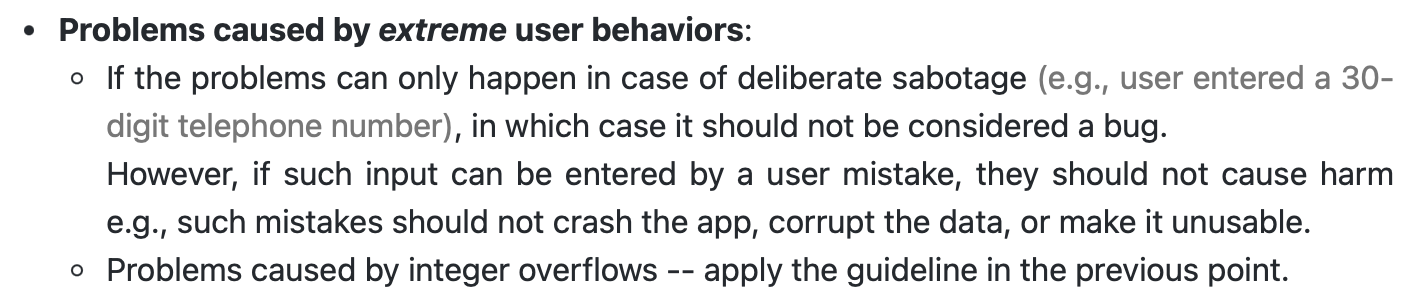 • Problems caused by extreme user behaviors:
○ If the problems can only happen in case of deliberate sabotage (e.g., user entered a 30-
digit telephone number), in which case it should not be considered a bug.
However, if such input can be entered by a user mistake, they should not cause harm
e.g., such mistakes should not crash the app, corrupt the data, or make it unusable.
○ Problems caused by integer overflows -- apply the guideline in the previous point.